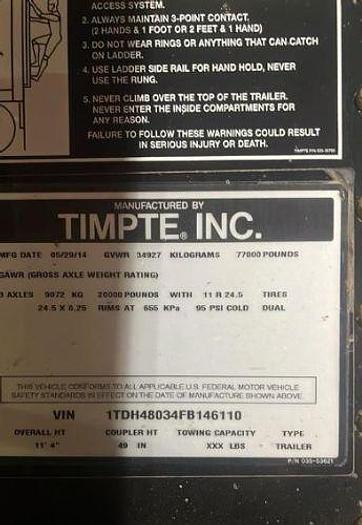 ACCESS SYSTEM.
2. ALWAYS MAINTAIN 3-POINT CONTACT.
(2 HANDS & 1 FOOT OR 2 FEET & 1 HAND)
3. DO NOT WEAR RINGS OR ANYTHING THAT CAN CATCH
ON LADDER.
4. USE LADDER SIDE RAIL FOR HAND HOLD, NEVER
USE THE RUNG.
5. NEVER CLIMB OVER THE TOP OF THE TRAILER.
NEVER ENTER THE INSIDE COMPARTMENTS FOR
ANY REASON.
FAILURE TO FOLLOW THESE WARNINGS COULD RESULT
IN SERIOUS INJURY OR DEATH.
MANUFACTURED BY
TIMPTE® INC.
MFG DATE 05/29/14 GVWR 34927 KILOGRAMS 77000 POUNDS
GAWR (GROSS AXLE WEIGHT RATING)
3 AXLES 9072 KG 20000 POUNDS WITH 11 R 24.5 TIRES
24.5 X 8.25 RIMS AT 655 KPa 95 PSI COLD DUAL
THIS VEHICLE CONFORMS TO ALL APPLICABLE U.S. FEDERAL MOTOR VEHICLE
SAFETY STANDARDS IN EFFECT ON THE DATE OF MANUFACTURE SHOWN ABOVE.
VIN 1TDH48034FB146110
OVERALL HT COUPLER HT TOWING CAPACITY TYPE
11' 4" 49 IN XXX LBS TRAILER
P/N 035-53621